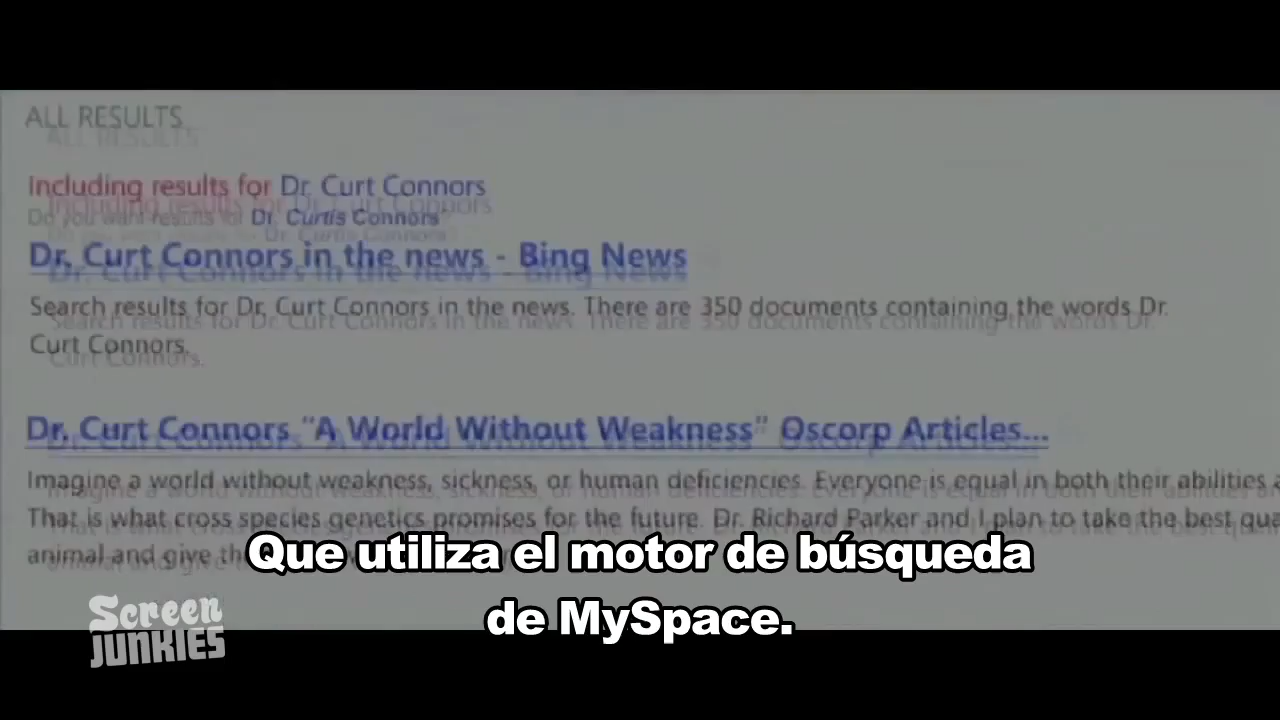 ALL RESULTS
Including results for Dr. Curt Connors
Do you want results for Dr. Curtis Connors?
Dr. Curt Connors in the news - Bing News
Search results for Dr. Curt Connors in the news. There are 350 documents containing the words Dr.
Curt Connors.
Dr. Curt Connors "A World Without Weakness" Oscorp Articles...
Imagine a world without weakness, sickness, or human deficiencies. Everyone is equal in both their abilities
That is what cross species genetics promises for the future. Dr. Richard Parker and I plan to take the best
animal and give
Que utiliza el motor de búsqueda
de MySpace.
Screen
JUNKIES